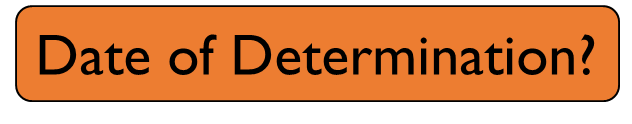 Date of Determination?